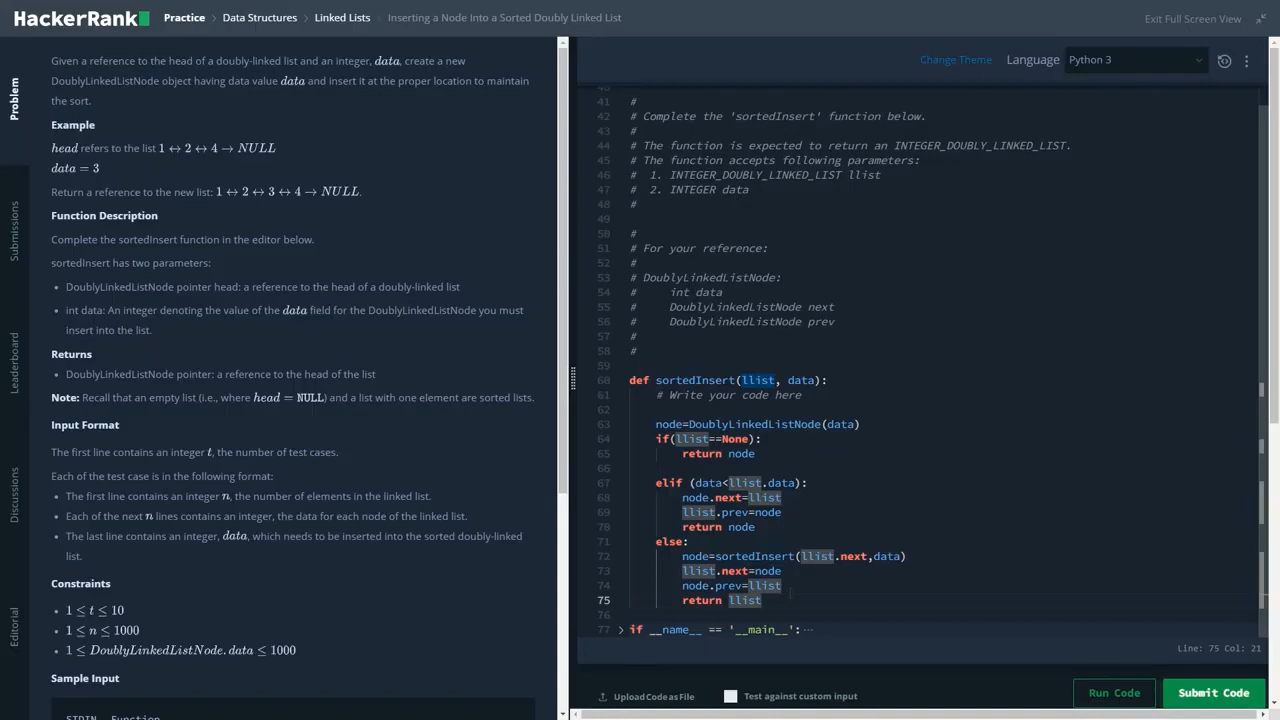 HackerRank Practice > Data Structures > Linked Lists > Inserting a Node Into a Sorted Doubly Linked List Exit Full Screen View
Problem
Submissions
Leaderboard
Discussions
Editorial
Given a reference to the head of a doubly-linked list and an integer, data, create a new
DoublyLinkedListNode object having data value data and insert it at the proper location to maintain
the sort.
Example
head refers to the list 1 ↔ 2 ↔ 4 → NULL
data = 3
Return a reference to the new list: 1 ↔ 2 ↔ 3 ↔ 4 → NULL.
Function Description
Complete the sortedInsert function in the editor below.
sortedInsert has two parameters:
• DoublyLinkedListNode pointer head: a reference to the head of a doubly-linked list
• int data: An integer denoting the value of the data field for the DoublyLinkedListNode you must
insert into the list.
Returns
• DoublyLinkedListNode pointer: a reference to the head of the list
Note: Recall that an empty list (i.e., where head = NULL) and a list with one element are sorted lists.
Input Format
The first line contains an integer t, the number of test cases.
Each of the test case is in the following format:
• The first line contains an integer n, the number of elements in the linked list.
• Each of the next n lines contains an integer, the data for each node of the linked list.
• The last line contains an integer, data, which needs to be inserted into the sorted doubly-linked
list.
Constraints
• 1 ≤ t ≤ 10
• 1 ≤ n ≤ 1000
• 1 ≤ DoublyLinkedListNode.data ≤ 1000
Sample Input
STDIN Function
Change Theme Language Python 3
40
41 #
42 # Complete the 'sortedInsert' function below.
43 #
44 # The function is expected to return an INTEGER_DOUBLY_LINKED_LIST.
45 # The function accepts following parameters:
46 #  1. INTEGER_DOUBLY_LINKED_LIST llist
47 #  2. INTEGER data
48 #
49
50 #
51 # For your reference:
52 #
53 # DoublyLinkedListNode:
54 #     int data
55 #     DoublyLinkedListNode next
56 #     DoublyLinkedListNode prev
57 #
58 #
59
60 def sortedInsert(llist, data):
61     # Write your code here
62
63     node=DoublyLinkedListNode(data)
64     if(llist==None):
65         return node
66
67     elif (data<llist.data):
68         node.next=llist
69         llist.prev=node
70         return node
71     else:
72         node=sortedInsert(llist.next,data)
73         llist.next=node
74         node.prev=llist
75         return llist
76
77 > if __name__ == '__main__': ···
Line: 75 Col: 21
Upload Code as File Test against custom input Run Code Submit Code